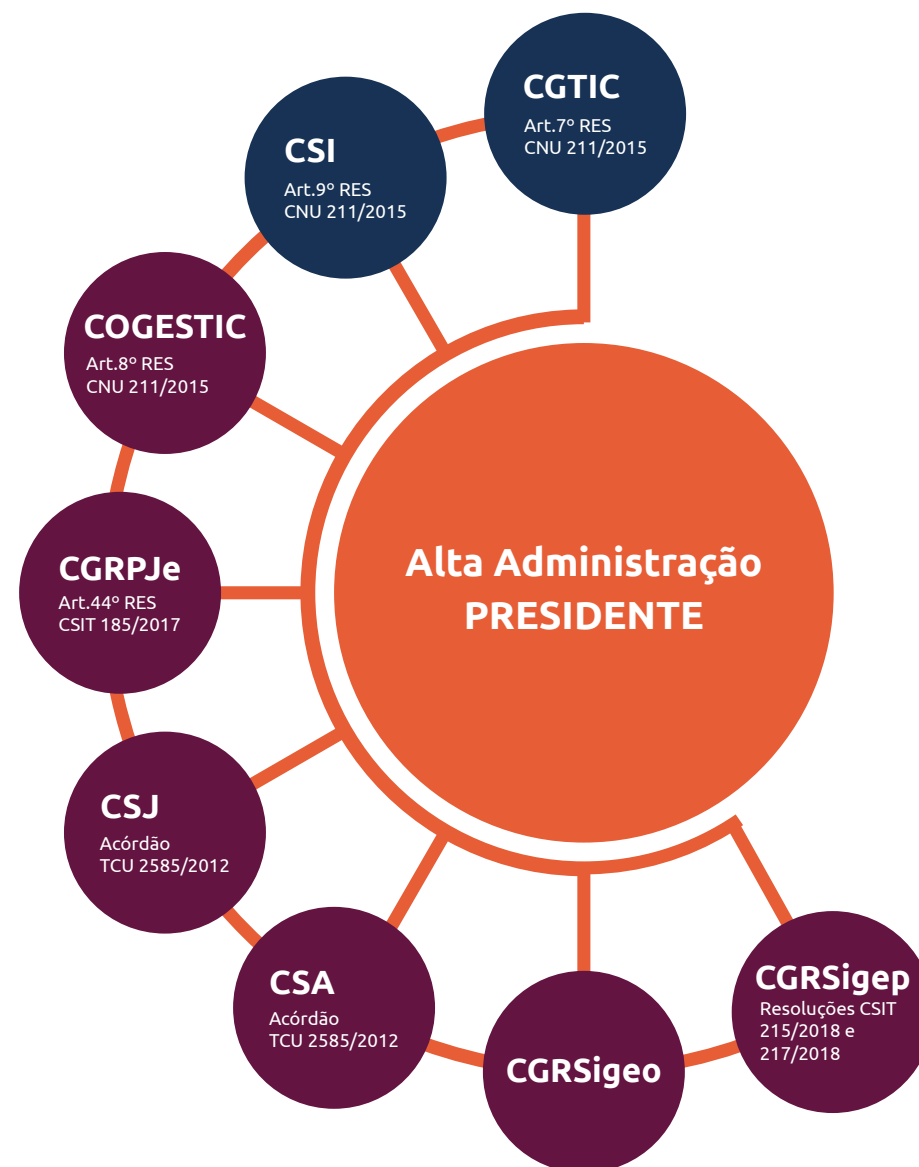 CGTIC
Art.7º RES
CNU 211/2015
CSI
Art.9º RES
CNU 211/2015
COGESTIC
Art.8º RES
CNU 211/2015
CGRPJe
Art.44º RES
CSIT 185/2017
CSJ
Acórdão
TCU 2585/2012
CSA
Acórdão
TCU 2585/2012
CGRSigeo
CGRSigep
Resoluções CSIT
215/2018 e
217/2018
Alta Administração
PRESIDENTE